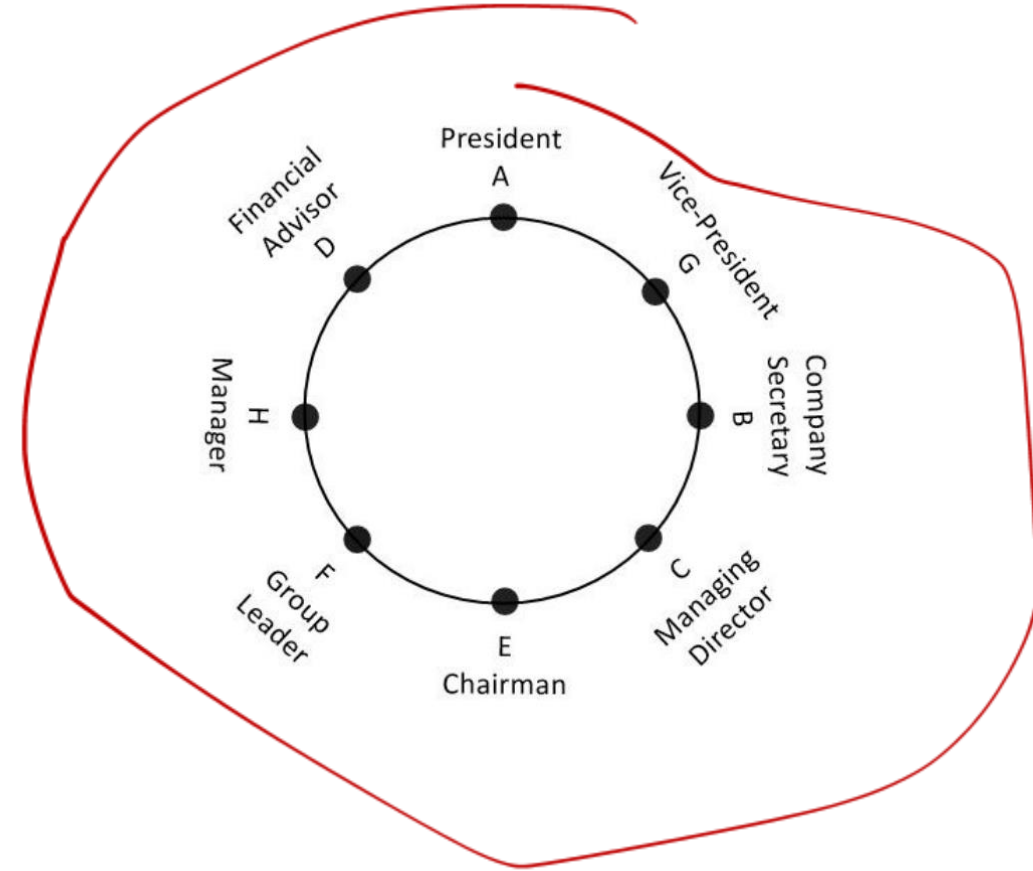 President
A
Vice-President
G
Company
Secretary
B
Managing
Director
C
E
Chairman
Group
Leader
F
Manager
H
Financial
Advisor
D